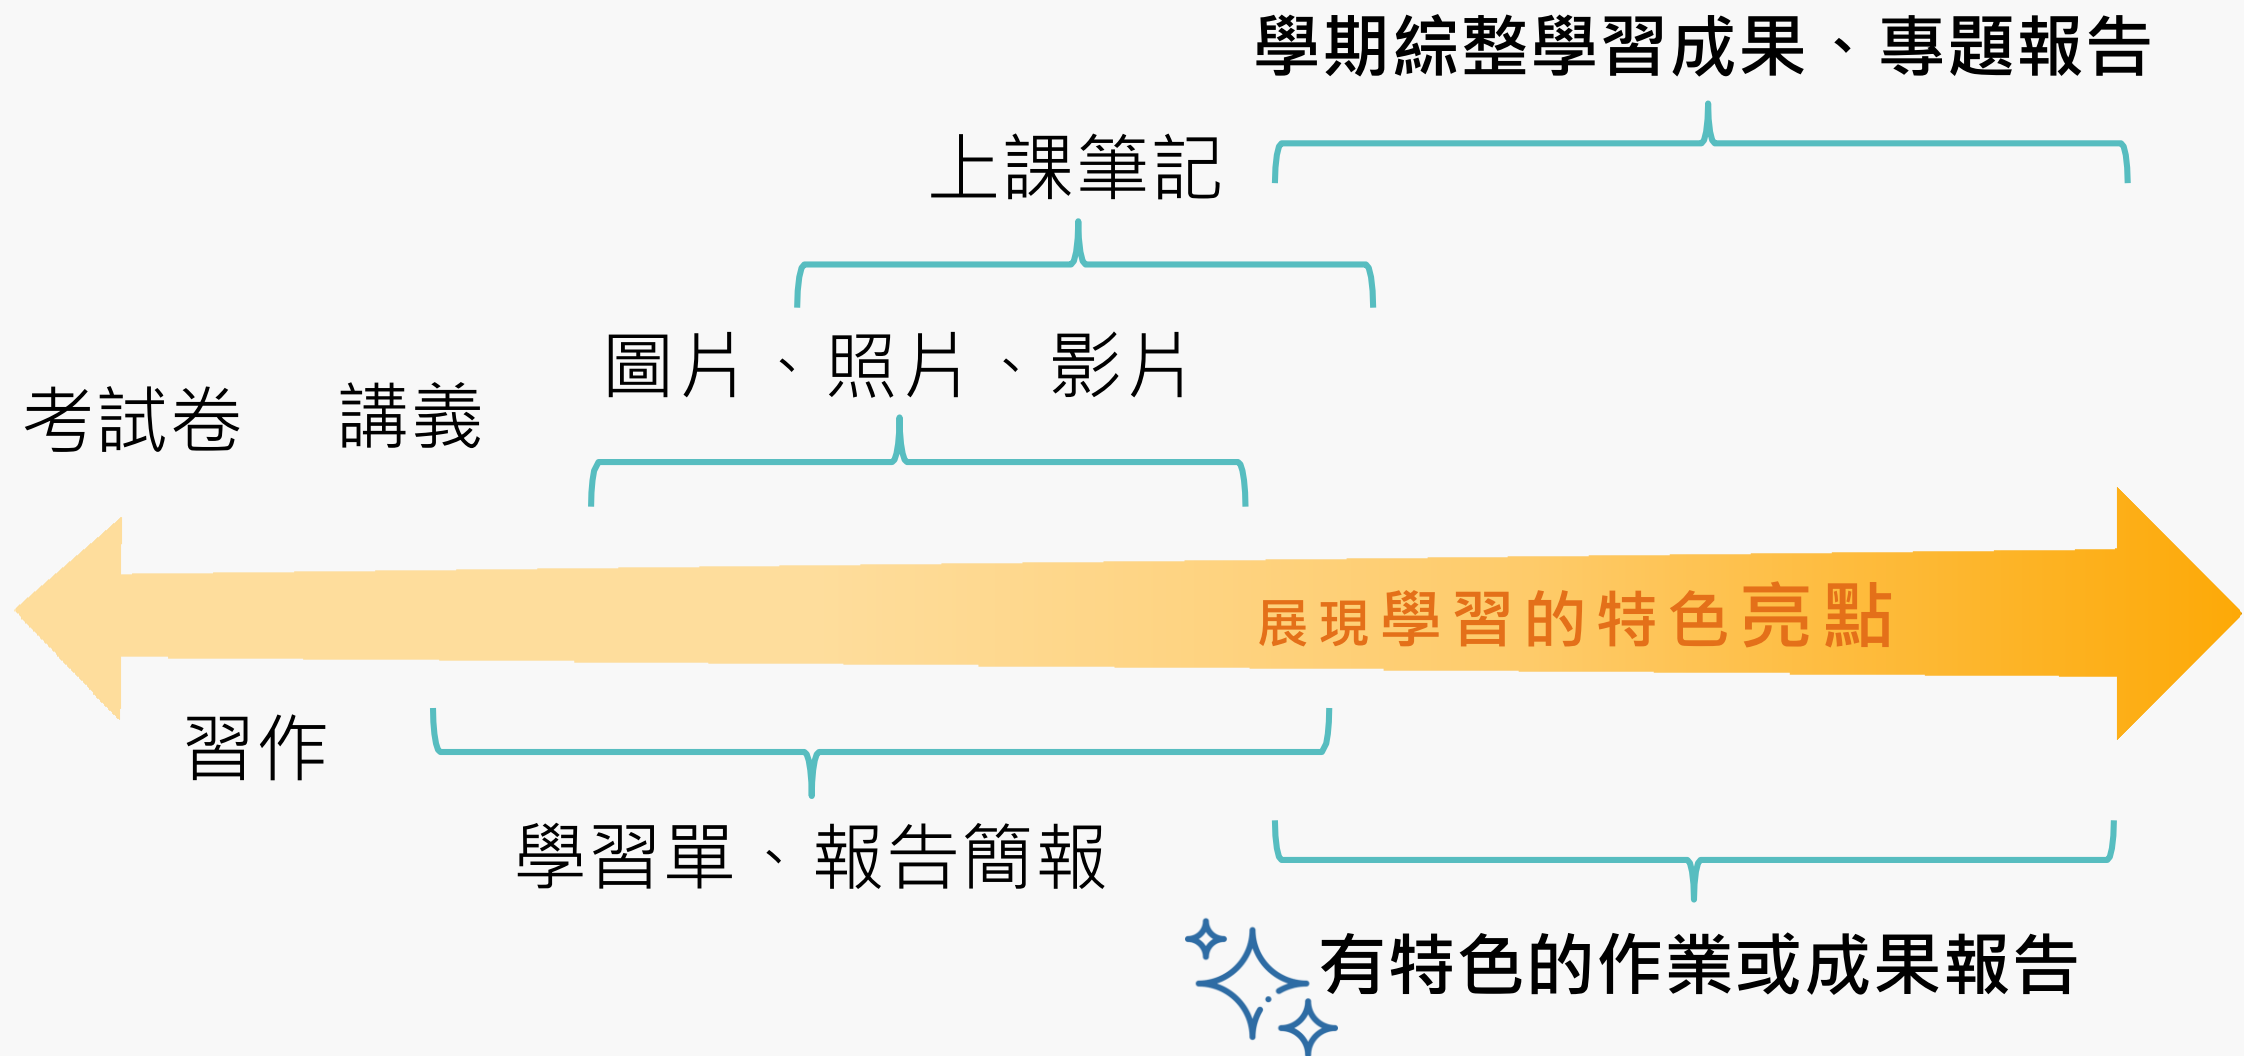 學期綜整學習成果、專題報告
上課筆記
圖片、照片、影片
考試卷
講義
展現學習的特色亮點
習作
學習單、報告簡報
有特色的作業或成果報告